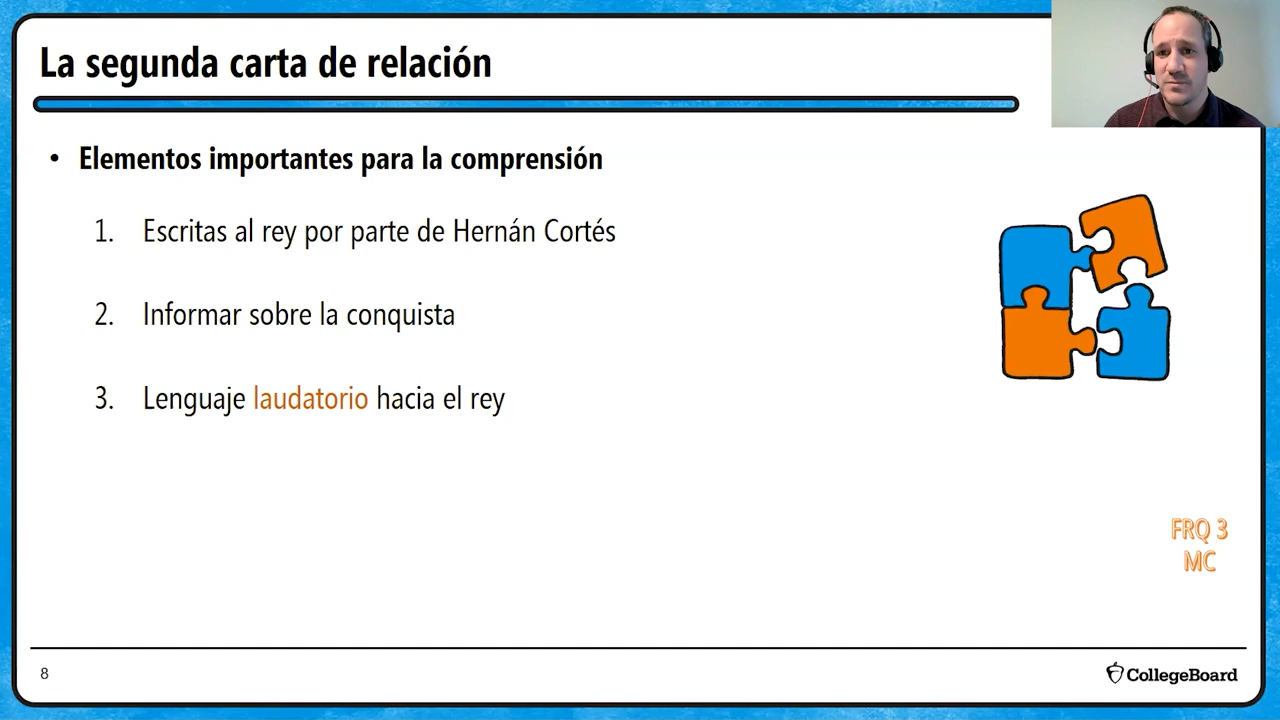 La segunda carta de relación
• Elementos importantes para la comprensión
1. Escritas al rey por parte de Hernán Cortés
2. Informar sobre la conquista
3. Lenguaje laudatorio hacia el rey
FRQ 3
MC
8
CollegeBoard